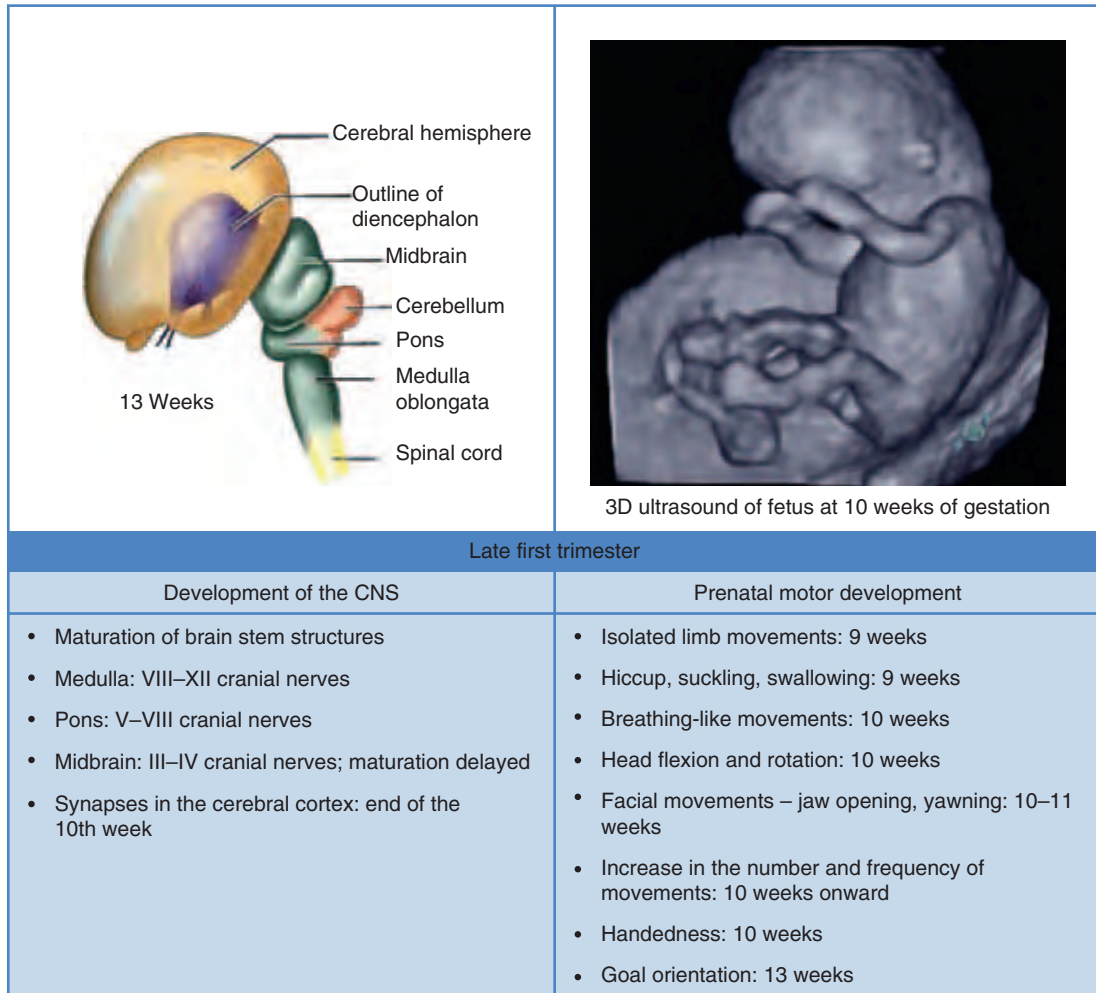 Cerebral hemisphere
Outline of
diencephalon
Midbrain
Cerebellum
Pons
Medulla
oblongata
Spinal cord
13 Weeks
3D ultrasound of fetus at 10 weeks of gestation
Late first trimester
Development of the CNS
• Maturation of brain stem structures
• Medulla: VIII–XII cranial nerves
• Pons: V–VIII cranial nerves
• Midbrain: III–IV cranial nerves; maturation delayed
• Synapses in the cerebral cortex: end of the
10th week
Prenatal motor development
• Isolated limb movements: 9 weeks
• Hiccup, suckling, swallowing: 9 weeks
• Breathing-like movements: 10 weeks
• Head flexion and rotation: 10 weeks
• Facial movements – jaw opening, yawning: 10–11
weeks
• Increase in the number and frequency of
movements: 10 weeks onward
• Handedness: 10 weeks
• Goal orientation: 13 weeks